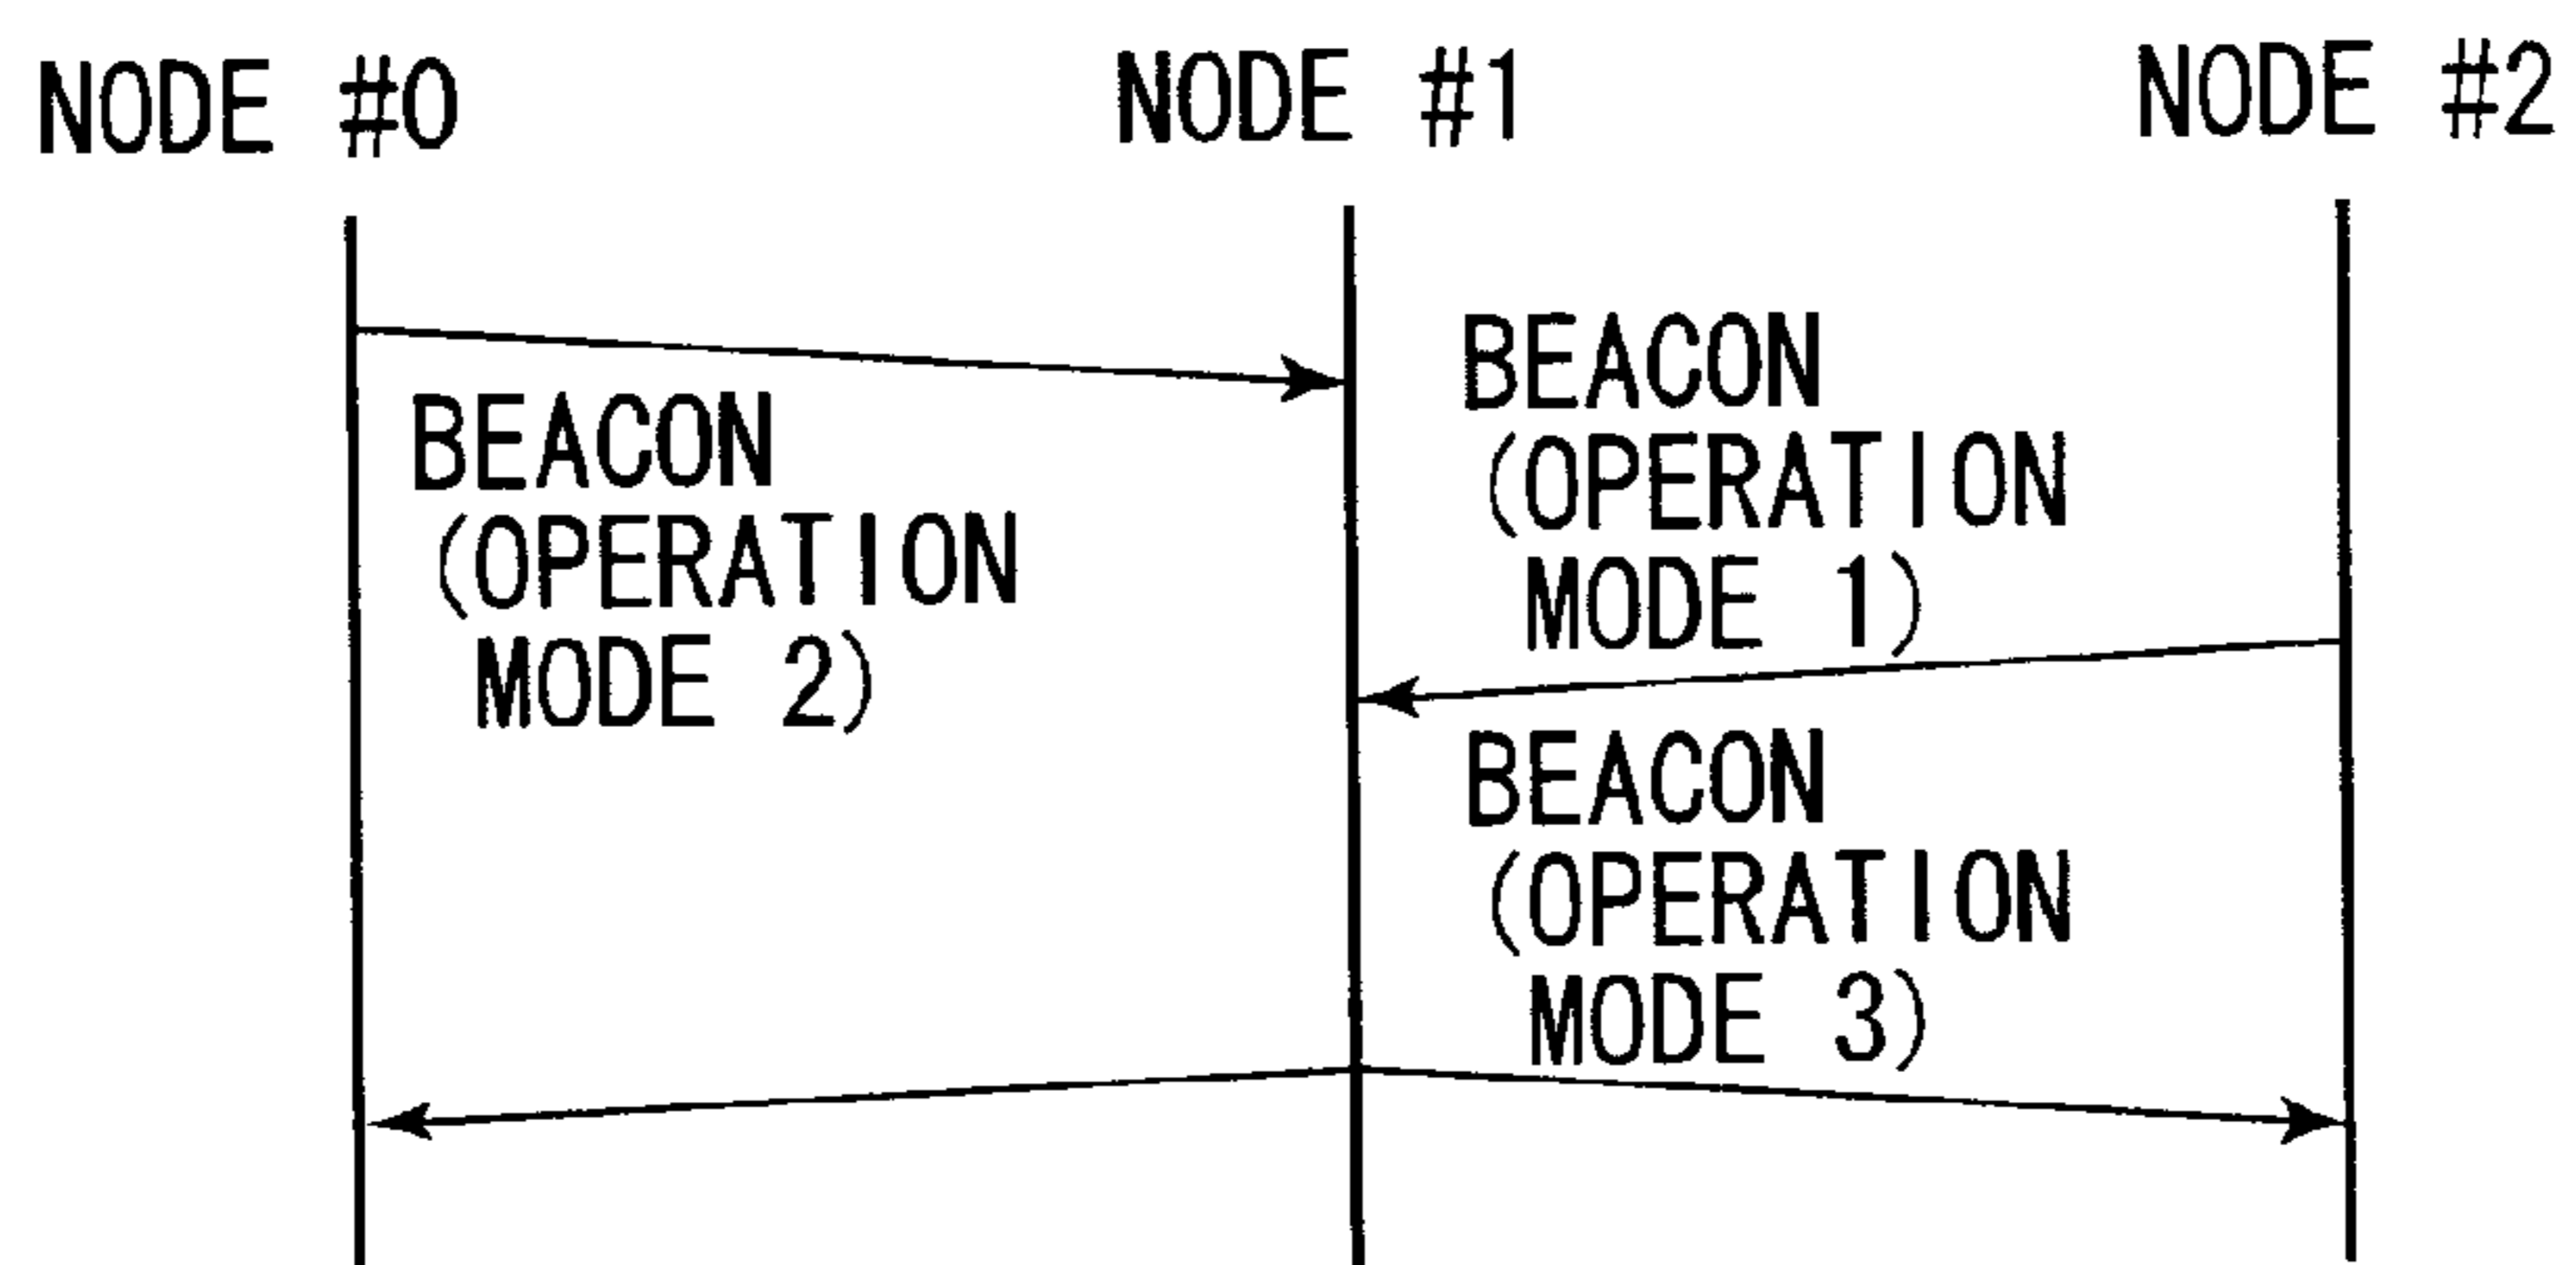 NODE #0
NODE #1
NODE #2
BEACON
(OPERATION
MODE 2)
BEACON
(OPERATION
MODE 1)
BEACON
(OPERATION
MODE 3)